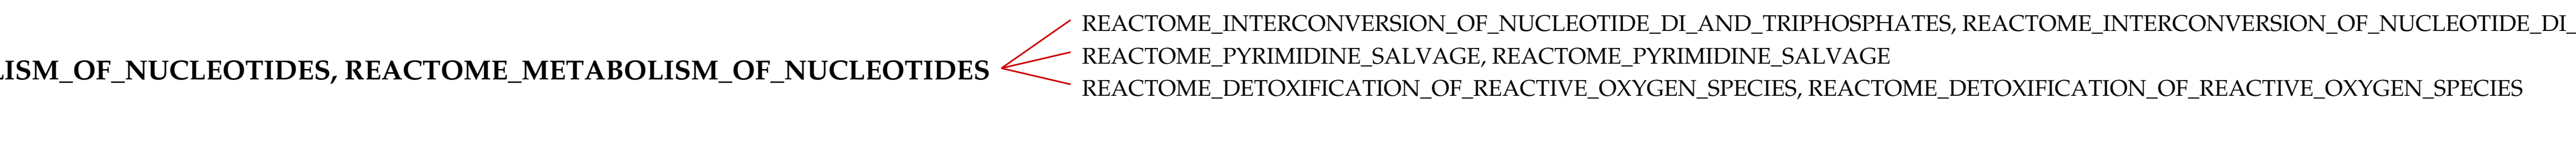 LISM_OF_NUCLEOTIDES, REACTOME_METABOLISM_OF_NUCLEOTIDES
REACTOME_INTERCONVERSION_OF_NUCLEOTIDE_DI_AND_TRIPHOSPHATES, REACTOME_INTERCONVERSION_OF_NUCLEOTIDE_DI_
REACTOME_PYRIMIDINE_SALVAGE, REACTOME_PYRIMIDINE_SALVAGE
REACTOME_DETOXIFICATION_OF_REACTIVE_OXYGEN_SPECIES, REACTOME_DETOXIFICATION_OF_REACTIVE_OXYGEN_SPECIES